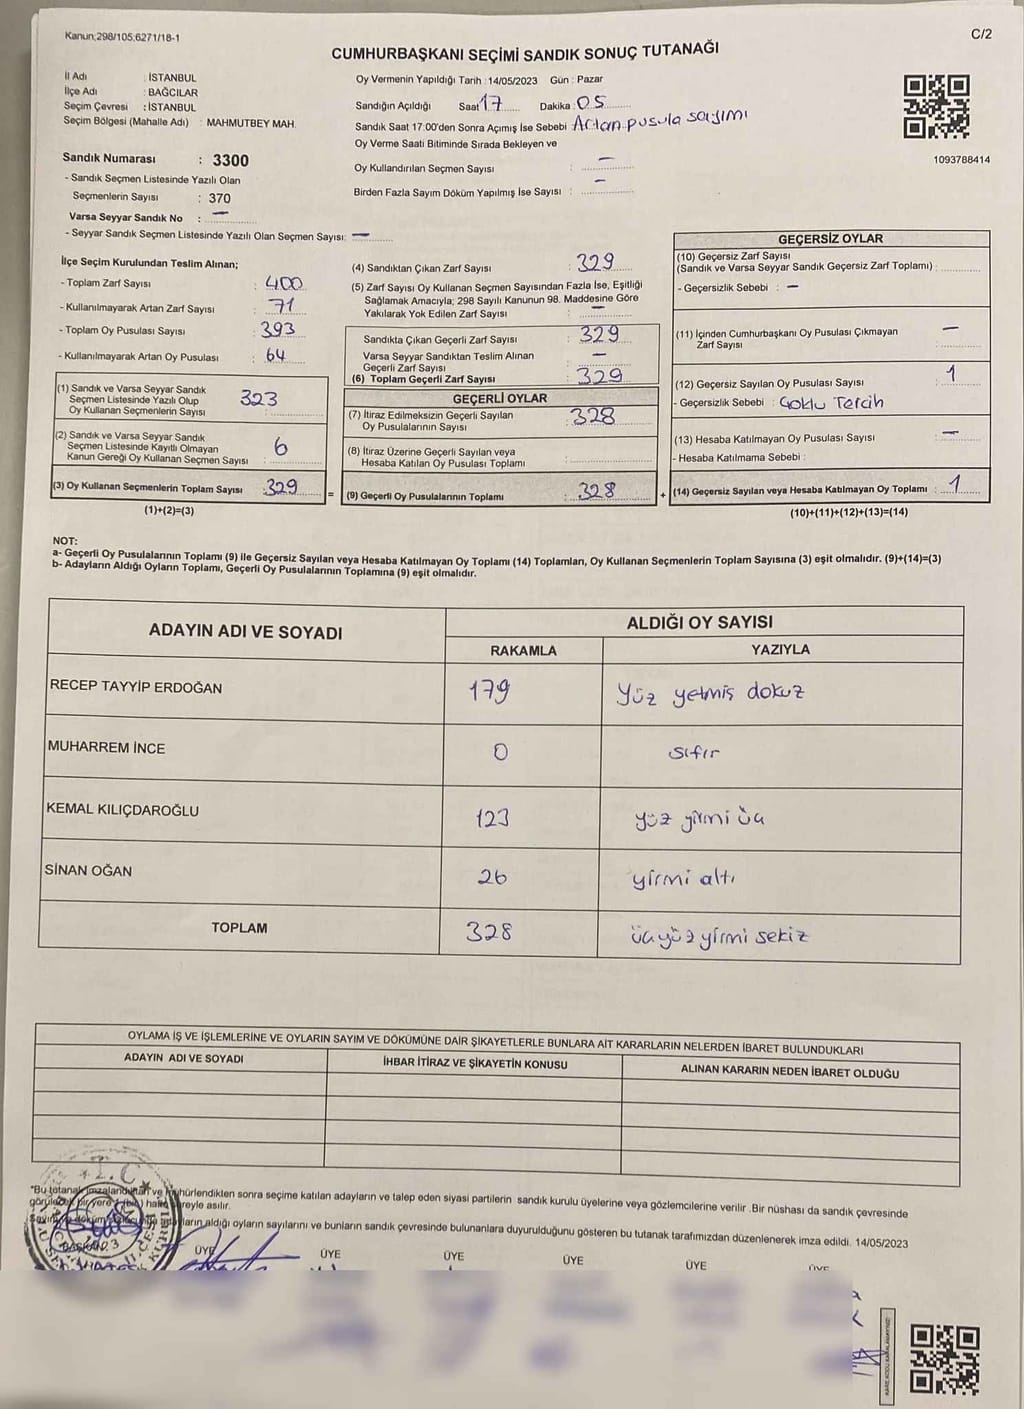 Kanun:298/105,6271/18-1
C/2
CUMHURBAŞKANI SEÇİMİ SANDIK SONUÇ TUTANAĞI
İl Adı : İSTANBUL
İlçe Adı : BAĞCILAR
Seçim Çevresi : İSTANBUL
Seçim Bölgesi (Mahalle Adı) : MAHMUTBEY MAH.
Oy Vermenin Yapıldığı Tarih :14/05/2023 Gün : Pazar
Sandığın Açıldığı Saat 17 Dakika : 05
Sandık Saat 17:00'den Sonra Açımış İse Sebebi Artan pusula sayımı
Oy Verme Saati Bitiminde Sırada Bekleyen ve
Oy Kullandırılan Seçmen Sayısı : —
Birden Fazla Sayım Döküm Yapılmış İse Sayısı : —
1093788414
Sandık Numarası : 3300
- Sandık Seçmen Listesinde Yazılı Olan
Seçmenlerin Sayısı : 370
Varsa Seyyar Sandık No : —
- Seyyar Sandık Seçmen Listesinde Yazılı Olan Seçmen Sayısı: —
İlçe Seçim Kurulundan Teslim Alınan;
- Toplam Zarf Sayısı : 400
- Kullanılmayarak Artan Zarf Sayısı : 71
- Toplam Oy Pusulası Sayısı : 393
- Kullanılmayarak Artan Oy Pusulası : 64
(1) Sandık ve Varsa Seyyar Sandık
Seçmen Listesinde Yazılı Olup
Oy Kullanan Seçmenlerin Sayısı : 323
(2) Sandık ve Varsa Seyyar Sandık
Seçmen Listesinde Kayıtlı Olmayan
Kanun Gereği Oy Kullanan Seçmen Sayısı : 6
(3) Oy Kullanan Seçmenlerin Toplam Sayısı : 329
(1)+(2)=(3)
(4) Sandıktan Çıkan Zarf Sayısı : 329
(5) Zarf Sayısı Oy Kullanan Seçmen Sayısından Fazla İse, Eşitliği
Sağlamak Amacıyla; 298 Sayılı Kanunun 98. Maddesine Göre
Yakılarak Yok Edilen Zarf Sayısı : —
Sandıkta Çıkan Geçerli Zarf Sayısı : 329
Varsa Seyyar Sandıktan Teslim Alınan
Geçerli Zarf Sayısı : —
(6) Toplam Geçerli Zarf Sayısı : 329
GEÇERLİ OYLAR
(7) İtiraz Edilmeksizin Geçerli Sayılan
Oy Pusulalarının Sayısı : 328
(8) İtiraz Üzerine Geçerli Sayılan veya
Hesaba Katılan Oy Pusulası Toplamı :
= (9) Geçerli Oy Pusulalarının Toplamı : 328
GEÇERSİZ OYLAR
(10) Geçersiz Zarf Sayısı
(Sandık ve Varsa Seyyar Sandık Geçersiz Zarf Toplamı) :
- Geçersizlik Sebebi : —
(11) İçinden Cumhurbaşkanı Oy Pusulası Çıkmayan
Zarf Sayısı : —
(12) Geçersiz Sayılan Oy Pusulası Sayısı : 1
- Geçersizlik Sebebi : Çoklu Tercih
(13) Hesaba Katılmayan Oy Pusulası Sayısı : —
- Hesaba Katılmama Sebebi :
+ (14) Geçersiz Sayılan veya Hesaba Katılmayan Oy Toplamı : 1
(10)+(11)+(12)+(13)=(14)
NOT:
a- Geçerli Oy Pusulalarının Toplamı (9) ile Geçersiz Sayılan veya Hesaba Katılmayan Oy Toplamı (14) Toplamları, Oy Kullanan Seçmenlerin Toplam Sayısına (3) eşit olmalıdır. (9)+(14)=(3)
b- Adayların Aldığı Oyların Toplamı, Geçerli Oy Pusulalarının Toplamına (9) eşit olmalıdır.
ADAYIN ADI VE SOYADI
ALDIĞI OY SAYISI
RAKAMLA YAZIYLA
RECEP TAYYİP ERDOĞAN 179 Yüz yetmiş dokuz
MUHARREM İNCE 0 sıfır
KEMAL KILIÇDAROĞLU 123 yüz yirmi üç
SİNAN OĞAN 26 yirmi altı
TOPLAM 328 üçyüz yirmi sekiz
OYLAMA İŞ VE İŞLEMLERİNE VE OYLARIN SAYIM VE DÖKÜMÜNE DAİR ŞİKAYETLERLE BUNLARA AİT KARARLARIN NELERDEN İBARET BULUNDUKLARI
ADAYIN ADI VE SOYADI İHBAR İTİRAZ VE ŞİKAYETİN KONUSU ALINAN KARARIN NEDEN İBARET OLDUĞU
T.C
"Bu tutanak imzalandıktan ve mühürlendikten sonra seçime katılan adayların ve talep eden siyasi partilerin sandık kurulu üyelerine veya gözlemcilerine verilir .Bir nüshası da sandık çevresinde
görülecek bir yere bir hafta süreyle asılır.
aldığı oyların sayılarını ve bunların sandık çevresinde bulunanlara duyurulduğunu gösteren bu tutanak tarafımızdan düzenlenerek imza edildi. 14/05/2023
BAŞKAN ÜYE ÜYE ÜYE ÜYE ÜYE ÜYE